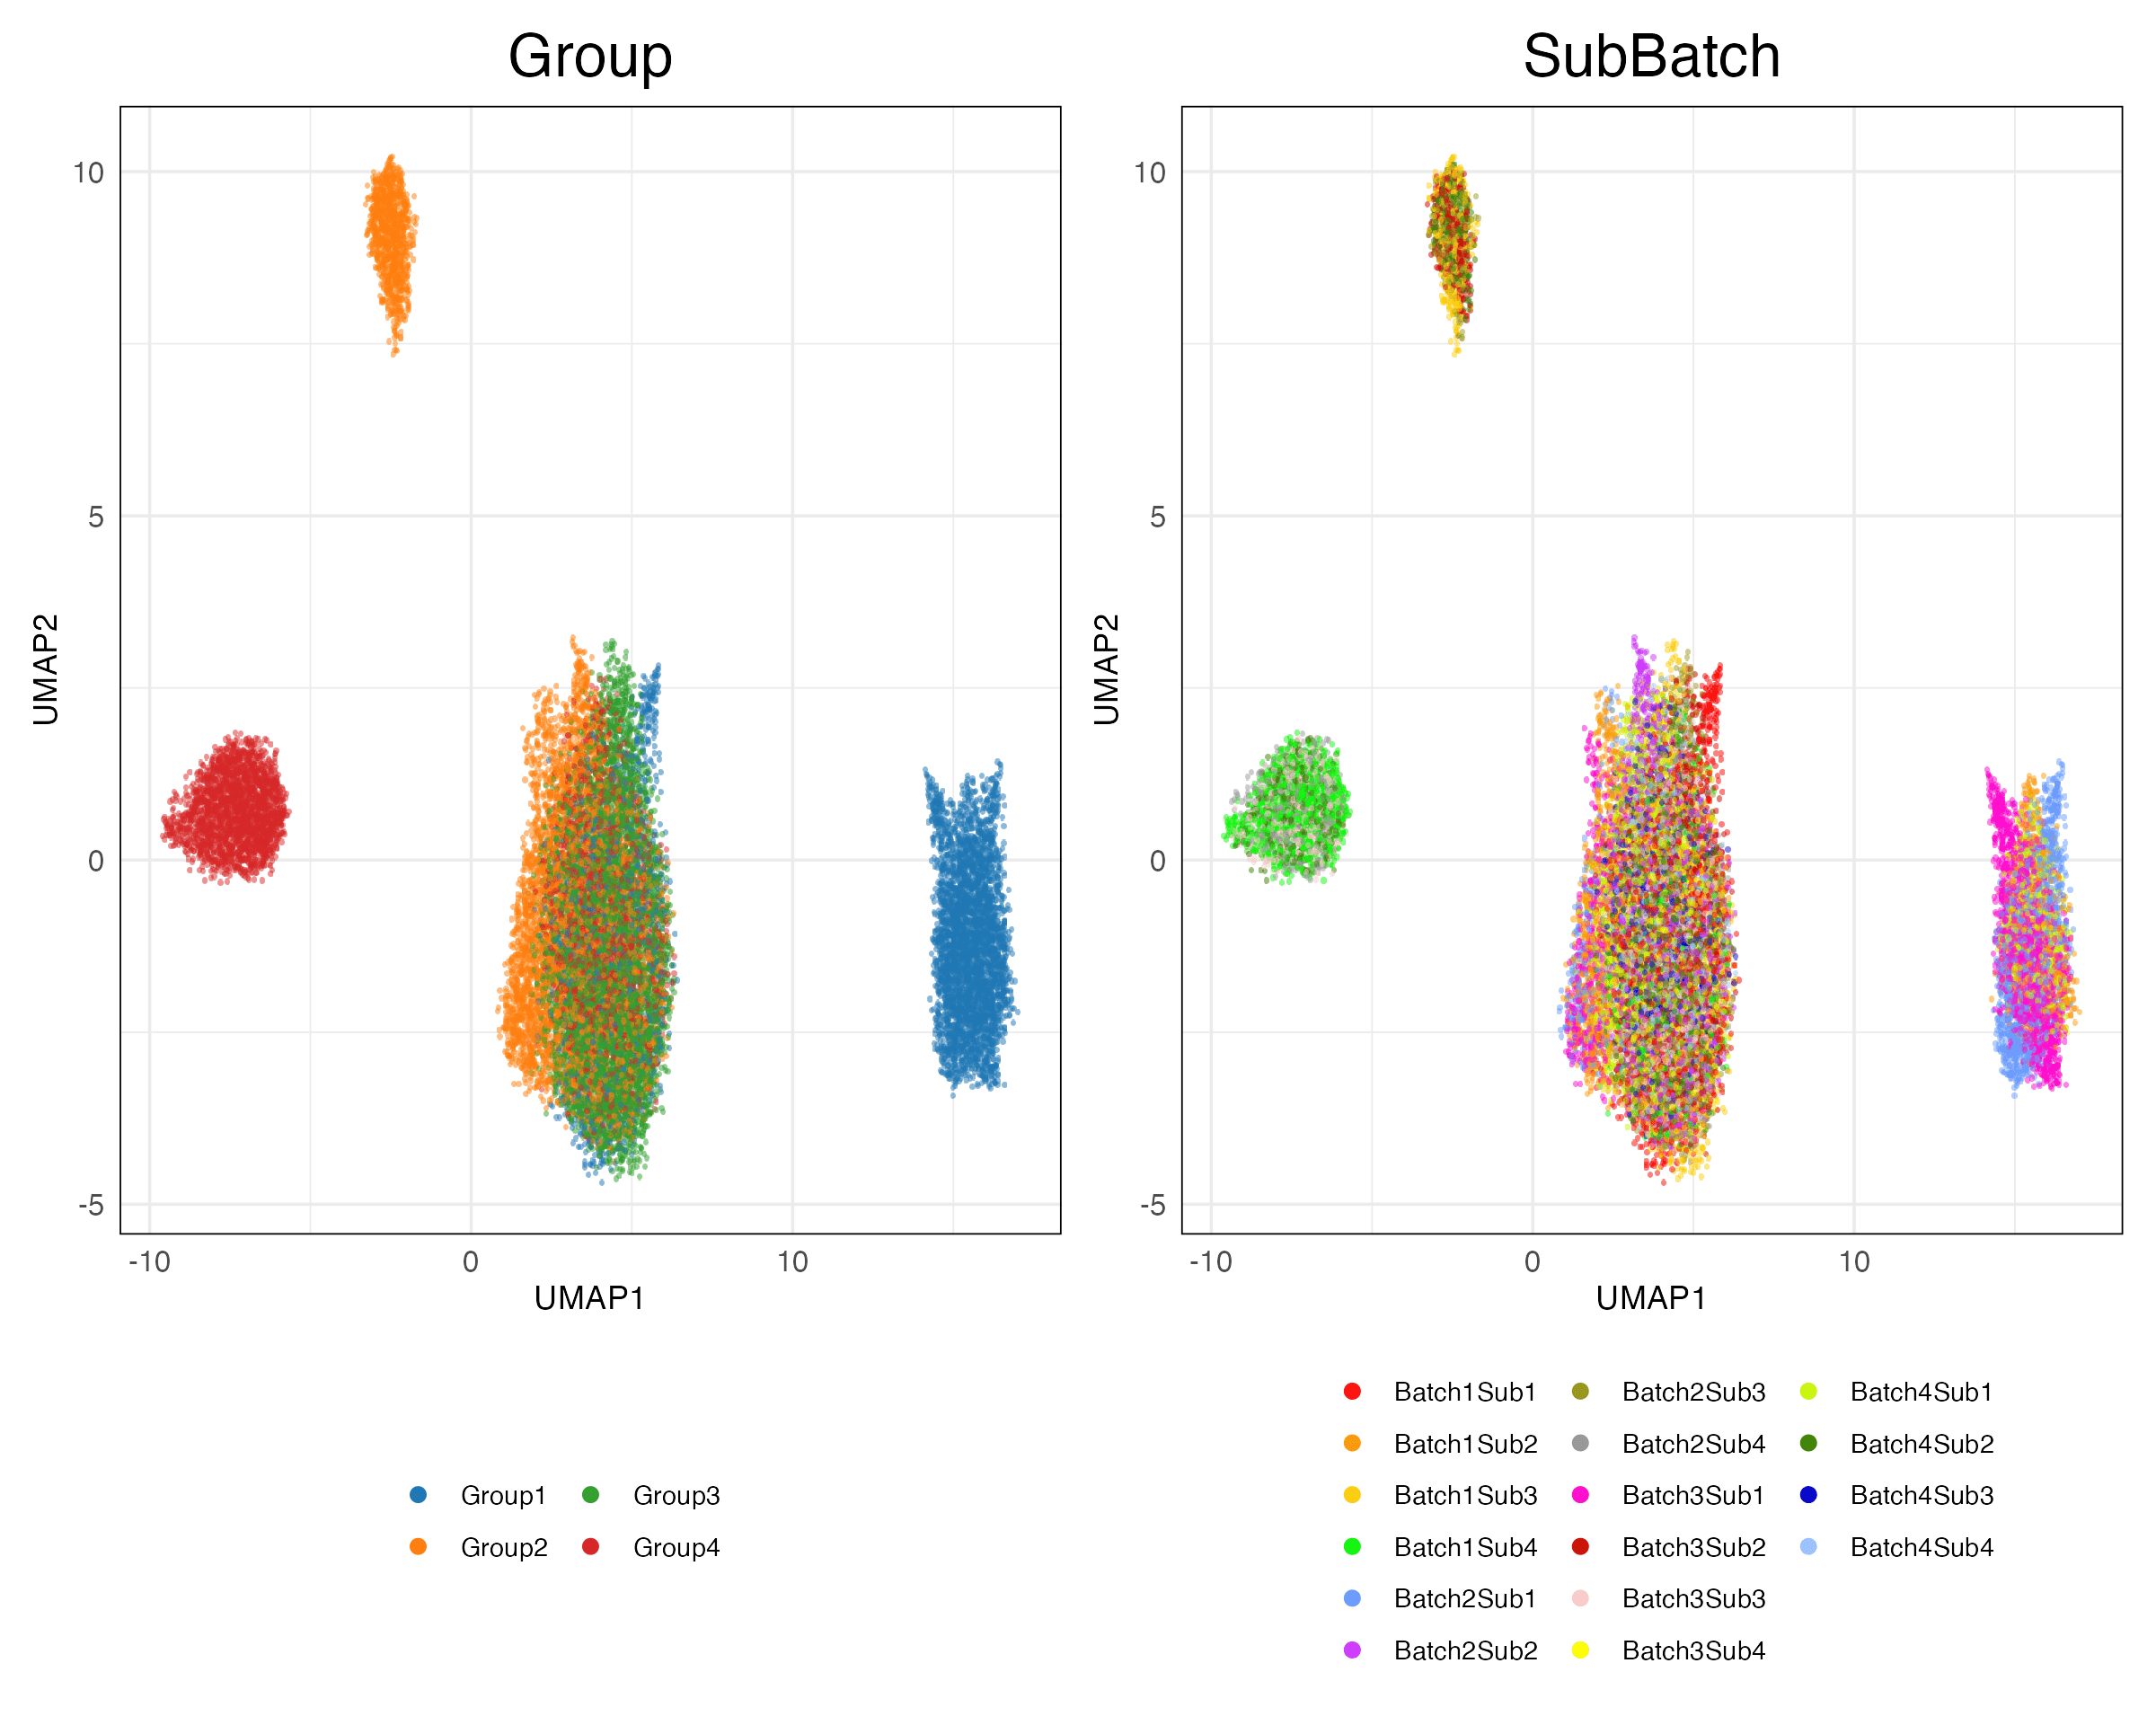 Group
10
5
0
-5
UMAP2
-10 0 10
UMAP1
Group1 Group3
Group2 Group4
SubBatch
10
5
0
-5
UMAP2
-10 0 10
UMAP1
Batch1Sub1 Batch2Sub3 Batch4Sub1
Batch1Sub2 Batch2Sub4 Batch4Sub2
Batch1Sub3 Batch3Sub1 Batch4Sub3
Batch1Sub4 Batch3Sub2 Batch4Sub4
Batch2Sub1 Batch3Sub3
Batch2Sub2 Batch3Sub4